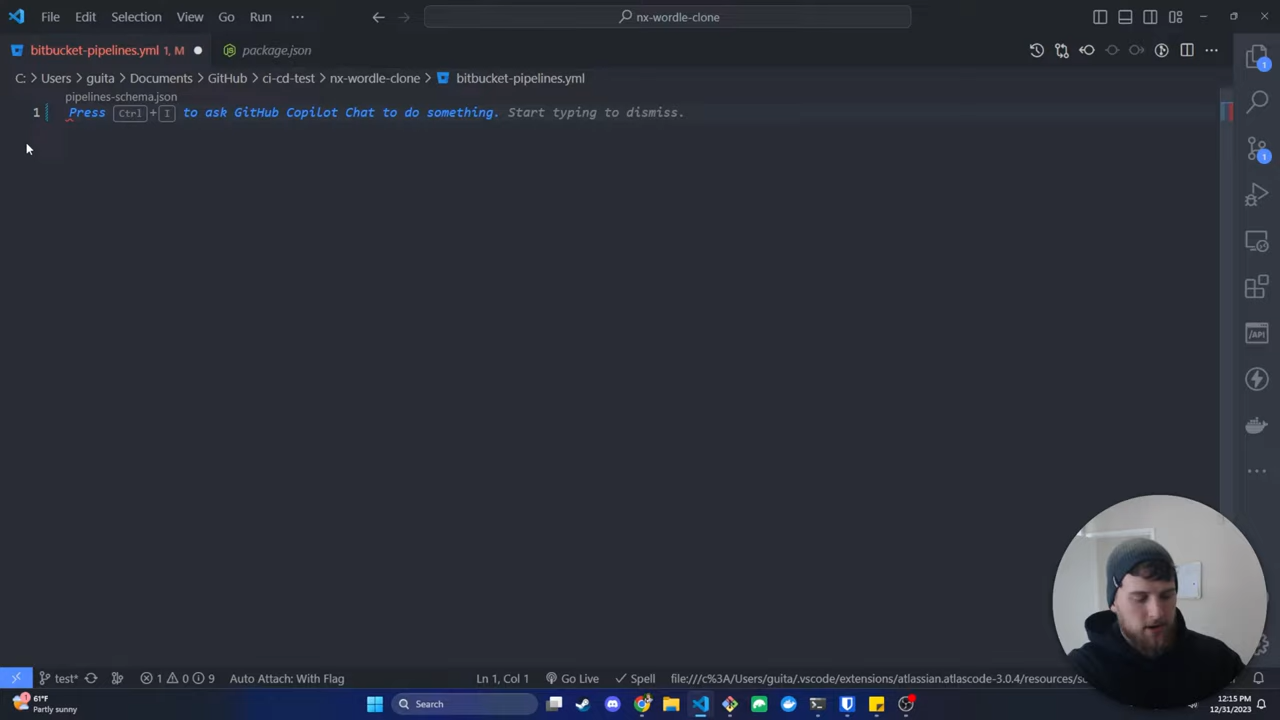 File Edit Selection View Go Run ··· nx-wordle-clone
bitbucket-pipelines.yml 1, M package.json
C: > Users > guita > Documents > GitHub > ci-cd-test > nx-wordle-clone > bitbucket-pipelines.yml
pipelines-schema.json
1 Press Ctrl + I to ask GitHub Copilot Chat to do something. Start typing to dismiss.
1
1
/API
test* 1 0 9 Auto Attach: With Flag Ln 1, Col 1 Go Live Spell file:///c%3A/Users/guita/.vscode/extensions/atlassian.atlascode-3.0.4/resources/sc
1 61°F
Partly sunny
Search
12:15 PM
12/31/2023